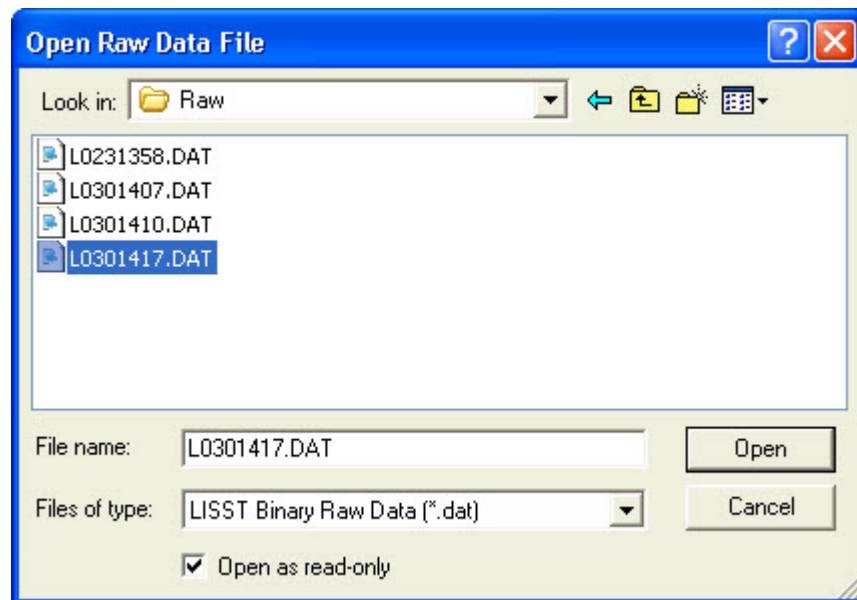 Open Raw Data File
Look in: Raw
L0231358.DAT
L0301407.DAT
L0301410.DAT
L0301417.DAT
File name: L0301417.DAT Open
Files of type: LISST Binary Raw Data (*.dat) Cancel
Open as read-only